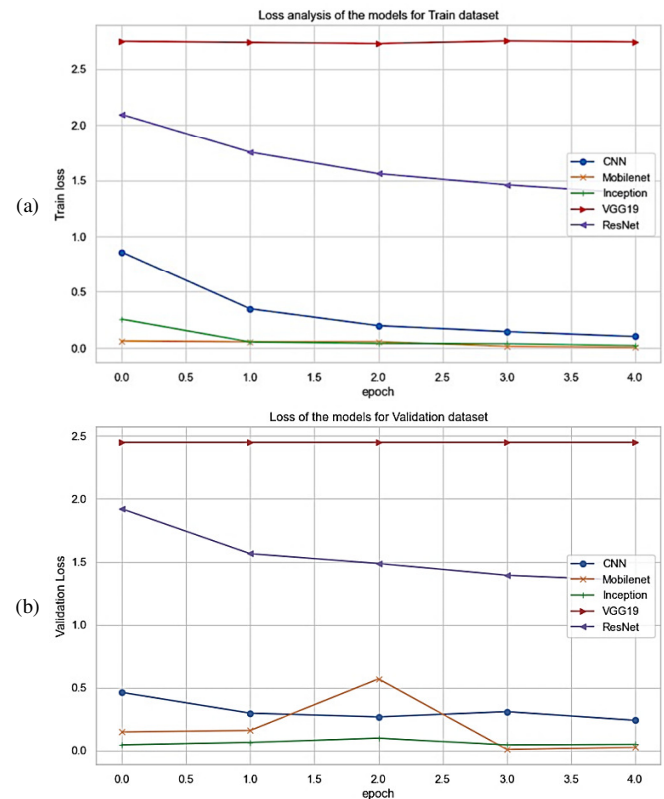 Loss analysis of the models for Train dataset
2.5
2.0
1.5
1.0
0.5
0.0
Train loss
(a)
CNN
Mobilenet
Inception
VGG19
ResNet
0.0 0.5 1.0 1.5 2.0 2.5 3.0 3.5 4.0
epoch
Loss of the models for Validation dataset
2.5
2.0
1.5
1.0
0.5
0.0
Validation Loss
(b)
CNN
Mobilenet
Inception
VGG19
ResNet
0.0 0.5 1.0 1.5 2.0 2.5 3.0 3.5 4.0
epoch